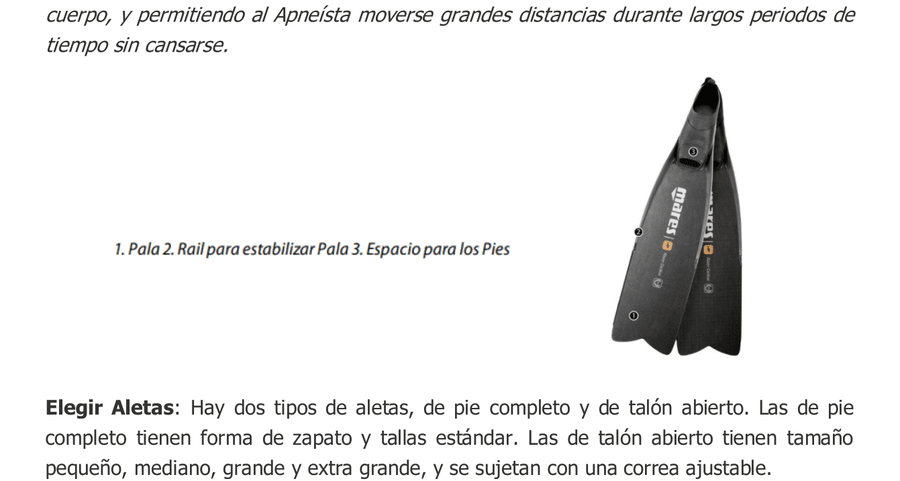 cuerpo, y permitiendo al Apneísta moverse grandes distancias durante largos periodos de
tiempo sin cansarse.
3
mares
mares
2
1. Pala 2. Rail para estabilizar Pala 3. Espacio para los Pies
1
Elegir Aletas: Hay dos tipos de aletas, de pie completo y de talón abierto. Las de pie
completo tienen forma de zapato y tallas estándar. Las de talón abierto tienen tamaño
pequeño, mediano, grande y extra grande, y se sujetan con una correa ajustable.